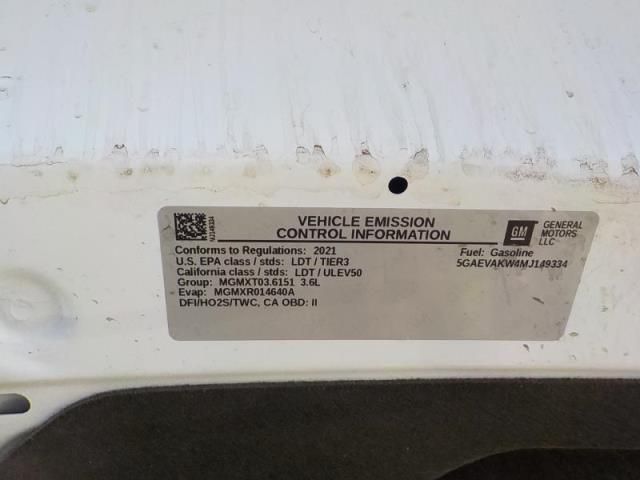 VEHICLE EMISSION
CONTROL INFORMATION
GM
GENERAL
MOTORS
LLC
MJ149334
Conforms to Regulations: 2021
Fuel: Gasoline
U.S. EPA class / stds: LDT / TIER3
5GAEVAKW4MJ149334
California class / stds: LDT / ULEV50
Group: MGMXT03.6151 3.6L
Evap: MGMXR014640A
DFI/HO2S/TWC, CA OBD: II